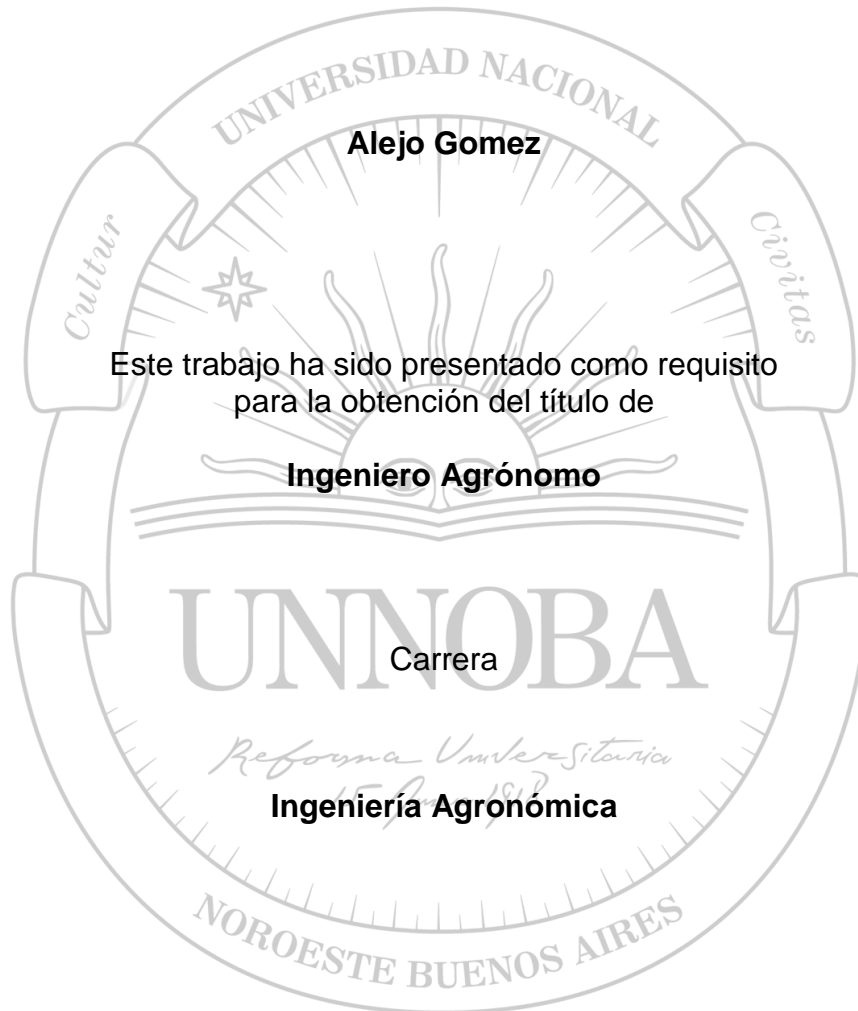 UNIVERSIDAD NACIONAL
Alejo Gomez
Cultur
Civitas
Este trabajo ha sido presentado como requisito
para la obtención del título de
Ingeniero Agrónomo
UNNOBA
Carrera
Reforma Universitaria
Ingeniería Agronómica
NOROESTE BUENOS AIRES